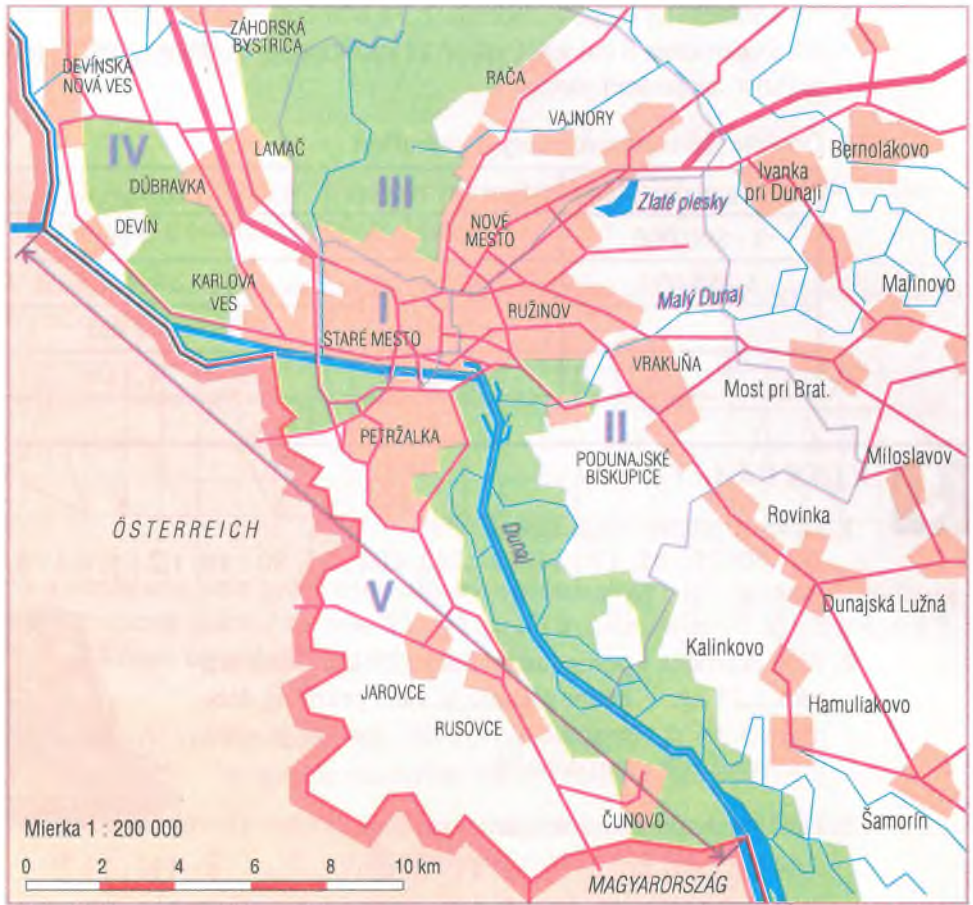 ZÁHORSKÁ
BYSTRICA
DEVÍNSKA
NOVÁ VES
RAČA
VAJNORY
IV
LAMAČ
Bernolákovo
DÚBRAVKA
III
Ivanka
pri Dunaji
Zlaté piesky
DEVÍN
NOVÉ
MESTO
KARLOVA
VES
Malinovo
Malý Dunaj
I
RUŽINOV
STARÉ MESTO
VRAKUŇA
Most pri Brat.
PETRŽALKA
II
PODUNAJSKÉ
BISKUPICE
Miloslavov
ÖSTERREICH
Dunaj
Rovinka
V
Dunajská Lužná
Kalinkovo
JAROVCE
Hamuliakovo
RUSOVCE
ČUNOVO
Šamorín
Mierka 1 : 200 000
0 2 4 6 8 10 km
MAGYARORSZÁG